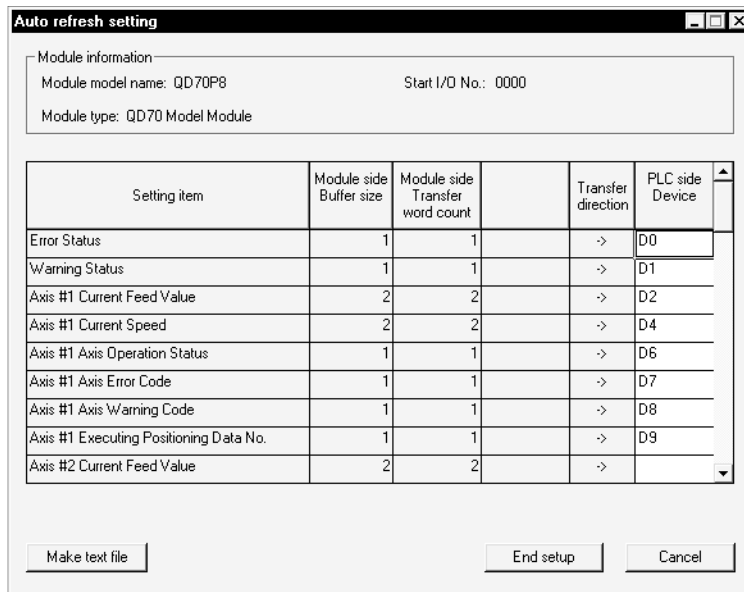 Auto refresh setting
Module information
Module model name: QD70P8 Start I/O No.: 0000
Module type: QD70 Model Module
Setting item Module side Buffer size Module side Transfer word count Transfer direction PLC side Device
Error Status 1 1 -> D0
Warning Status 1 1 -> D1
Axis #1 Current Feed Value 2 2 -> D2
Axis #1 Current Speed 2 2 -> D4
Axis #1 Axis Operation Status 1 1 -> D6
Axis #1 Axis Error Code 1 1 -> D7
Axis #1 Axis Warning Code 1 1 -> D8
Axis #1 Executing Positioning Data No. 1 1 -> D9
Axis #2 Current Feed Value 2 2 ->
Make text file End setup Cancel